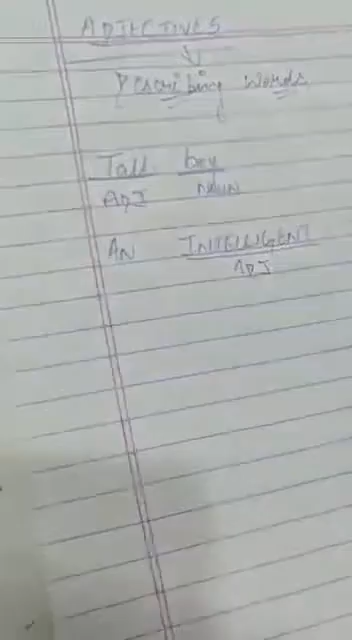 ADJECTIVES
↓
Describing Words
Tall boy
ADJ NOUN
AN INTELLIGENT
ADJ